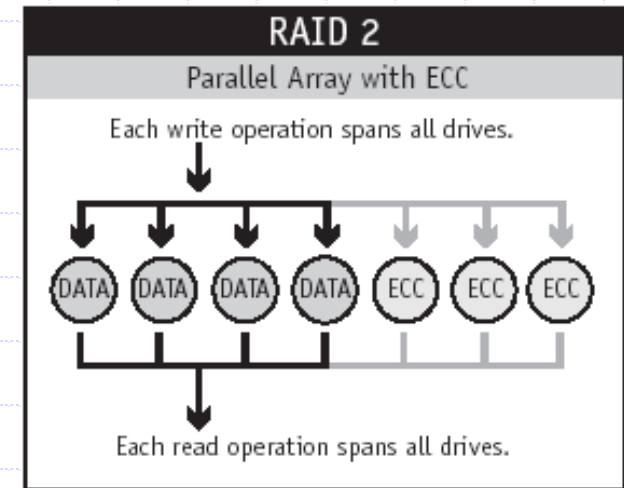 RAID 2
Parallel Array with ECC
Each write operation spans all drives.
DATA DATA DATA DATA ECC ECC ECC
Each read operation spans all drives.